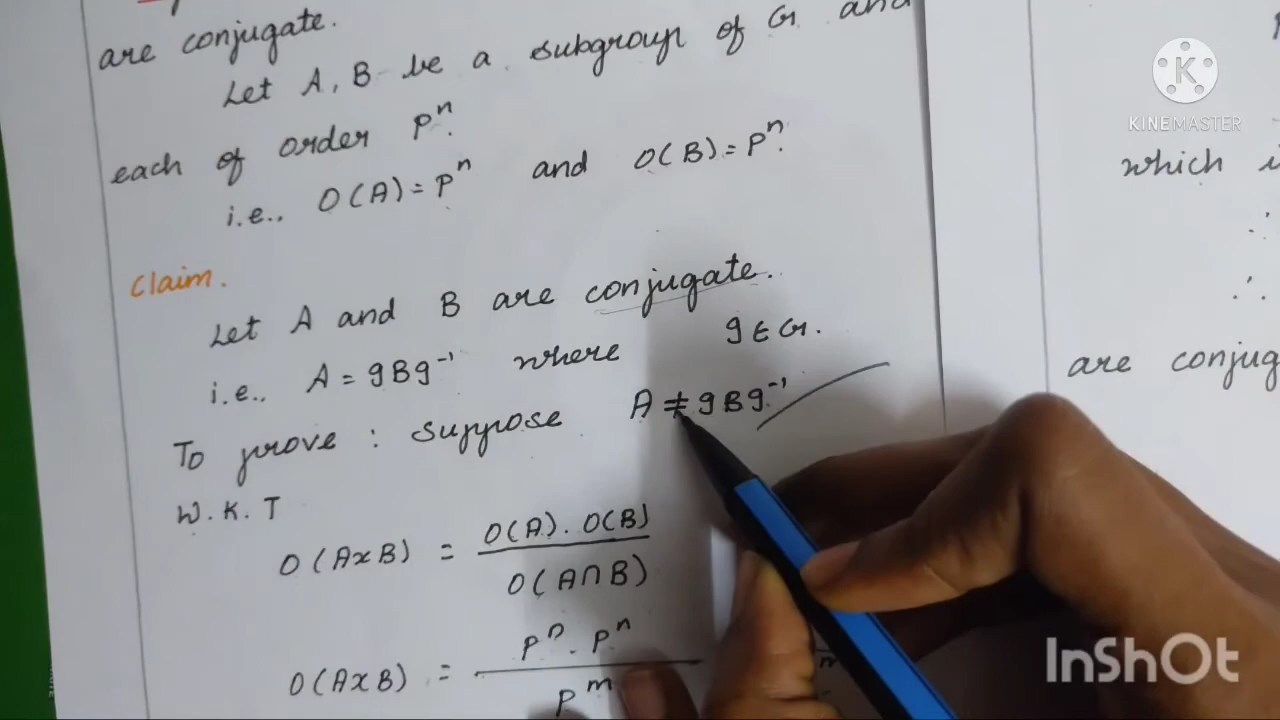 are conjugate.
Let A, B be a subgroup of G and
each of order pⁿ.
i.e., O(A) = pⁿ and O(B) = pⁿ.
Claim.
Let A and B are conjugate.
i.e., A = gBg⁻¹ where g ∈ G.
To prove : suppose A ≠ gBg⁻¹
W.K.T
O(AxB) = O(A) . O(B)
O(A∩B)
O(AxB) = pⁿ . pⁿ
pᵐ
which
∴
∴
are conjug
KINEMASTER
InShOt